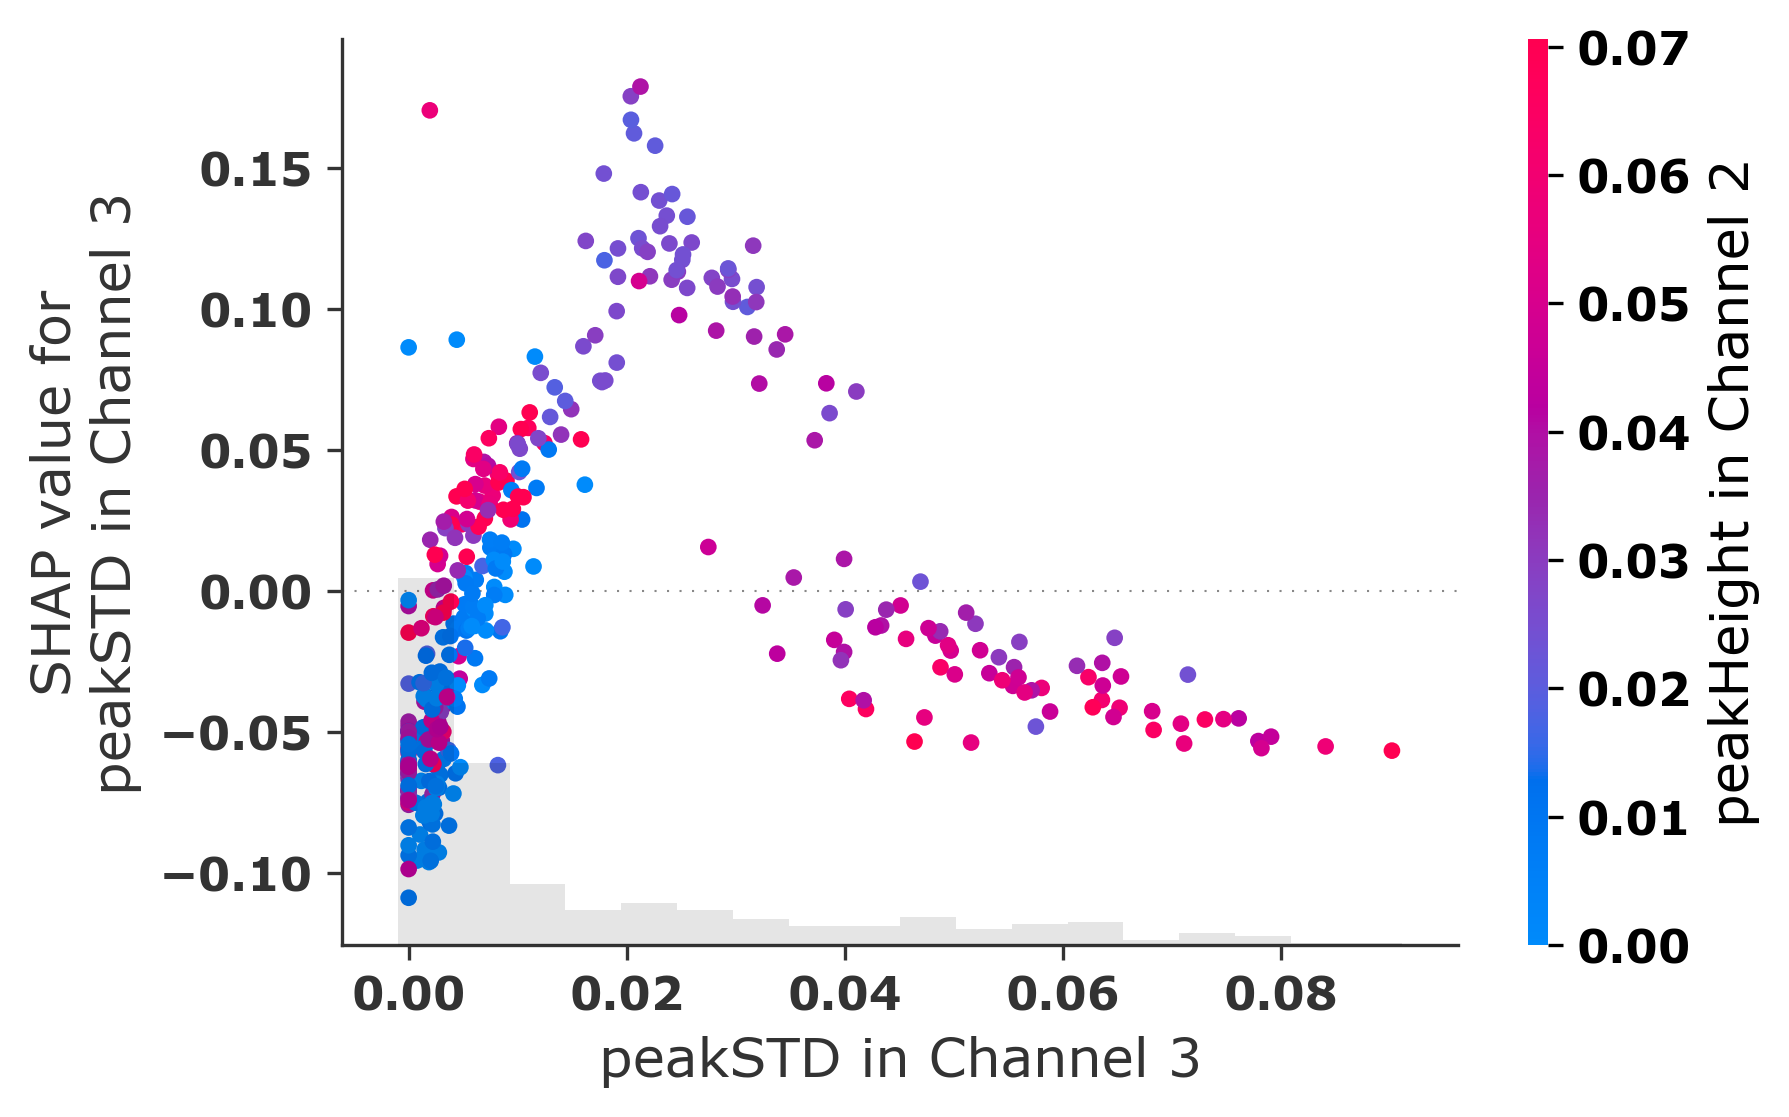 SHAP value for
peakSTD in Channel 3
0.15
0.10
0.05
0.00
−0.05
−0.10
0.00 0.02 0.04 0.06 0.08
peakSTD in Channel 3
0.07
0.06
0.05
0.04
0.03
0.02
0.01
0.00
peakHeight in Channel 2